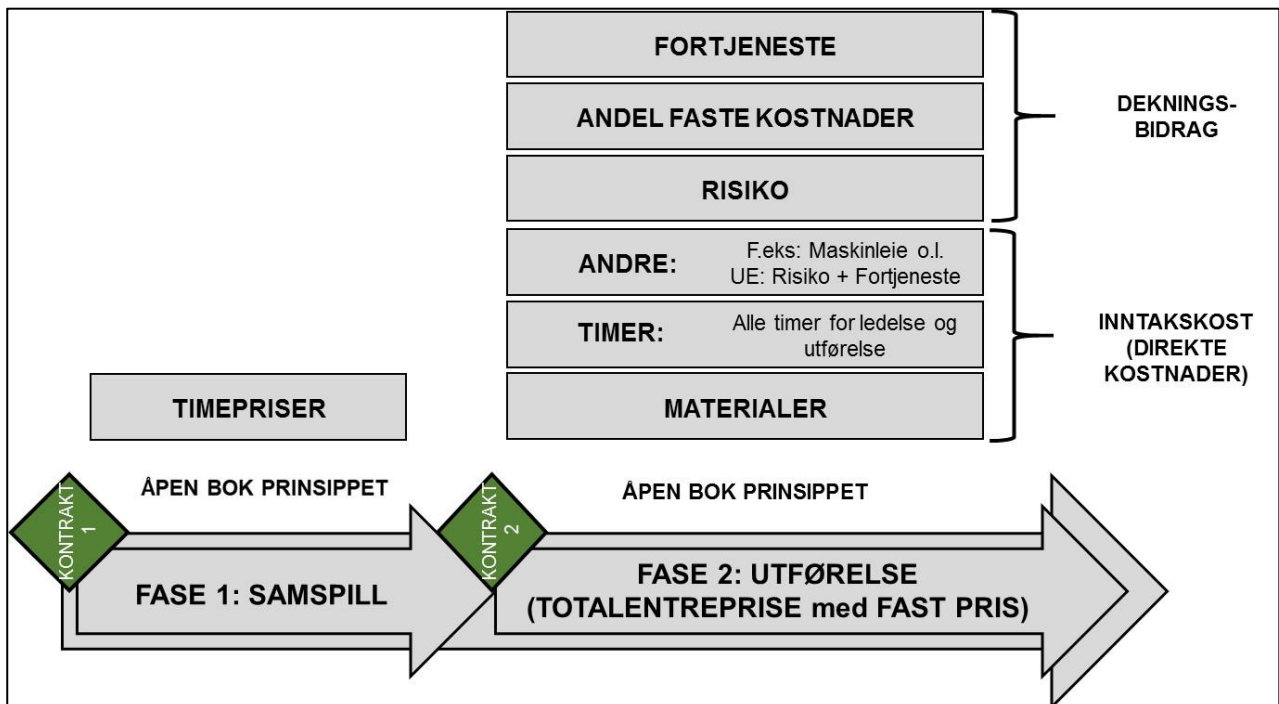 FORTJENESTE
ANDEL FASTE KOSTNADER
RISIKO
DEKNINGS-
BIDRAG
ANDRE:
F.eks: Maskinleie o.l.
UE: Risiko + Fortjeneste
TIMER:
Alle timer for ledelse og
utførelse
MATERIALER
INNTAKSKOST
(DIREKTE
KOSTNADER)
TIMEPRISER
KONTRAKT
1
ÅPEN BOK PRINSIPPET
FASE 1: SAMSPILL
KONTRAKT
2
ÅPEN BOK PRINSIPPET
FASE 2: UTFØRELSE
(TOTALENTREPRISE med FAST PRIS)